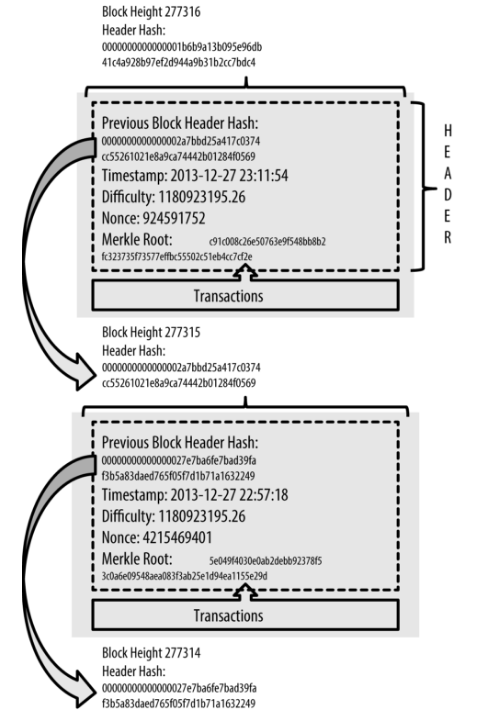 Block Height 277316
Header Hash:
0000000000000001b6b9a13b095e96db
41c4a928b97ef2d944a9b31b2cc7bdc4
Previous Block Header Hash:
0000000000000002a7bbd25a417c0374
cc55261021e8a9ca74442b01284f0569
Timestamp: 2013-12-27 23:11:54
Difficulty: 1180923195.26
Nonce: 924591752
Merkle Root: c91c008c26e50763e9f548bb8b2
fc323735f73577effbc55502c51eb4cc7cf2e
Transactions
HEADER
Block Height 277315
Header Hash:
0000000000000002a7bbd25a417c0374
cc55261021e8a9ca74442b01284f0569
Previous Block Header Hash:
00000000000000027e7ba6fe7bad39fa
f3b5a83daed765f05f7d1b71a1632249
Timestamp: 2013-12-27 22:57:18
Difficulty: 1180923195.26
Nonce: 4215469401
Merkle Root: 5e049f4030e0ab2debb92378f5
3c0a6e09548aea083f3ab25e1d94ea1155e29d
Transactions
Block Height 277314
Header Hash:
00000000000000027e7ba6fe7bad39fa
f3b5a83daed765f05f7d1b71a1632249